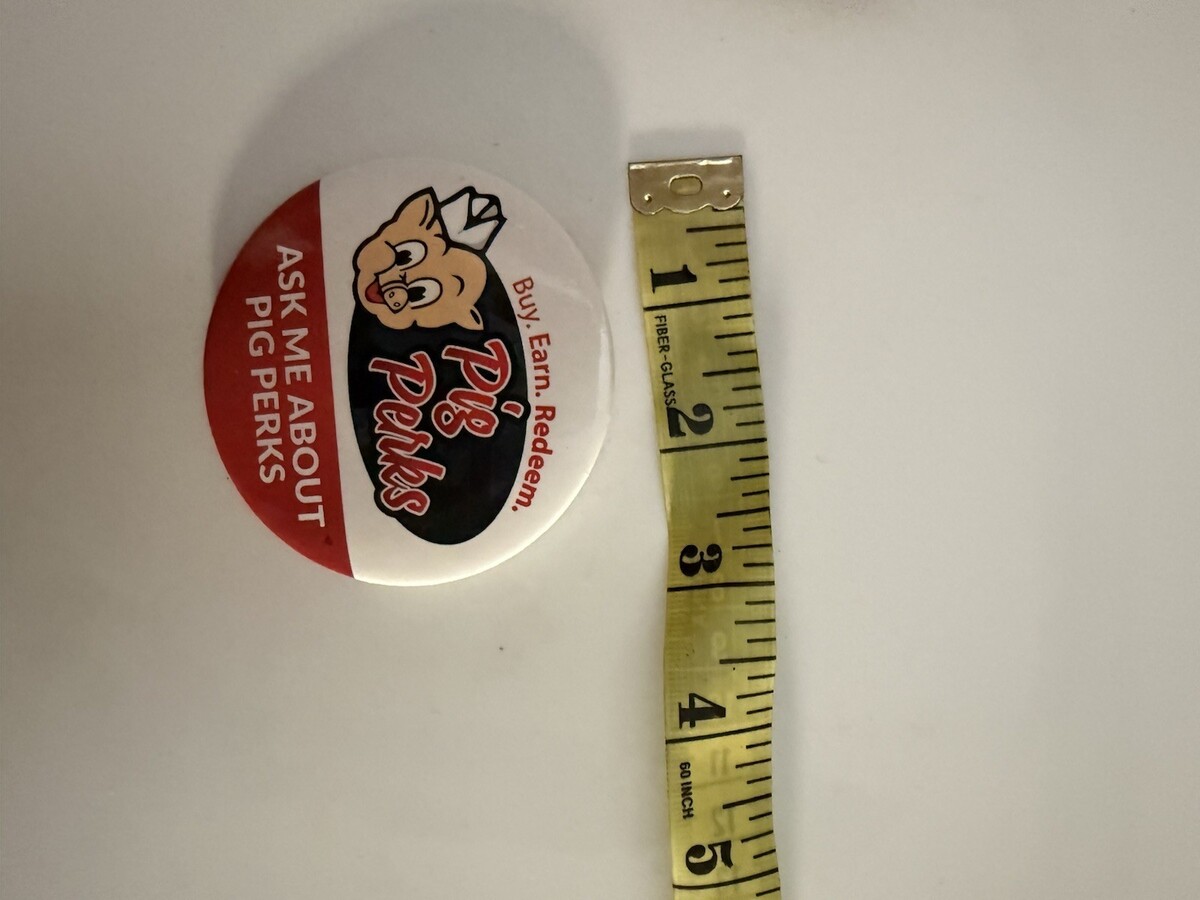 Buy. Earn. Redeem.
Pig
Perks
ASK ME ABOUT
PIG PERKS
1
FIBER-GLASS
2
3
4
60 INCH
5